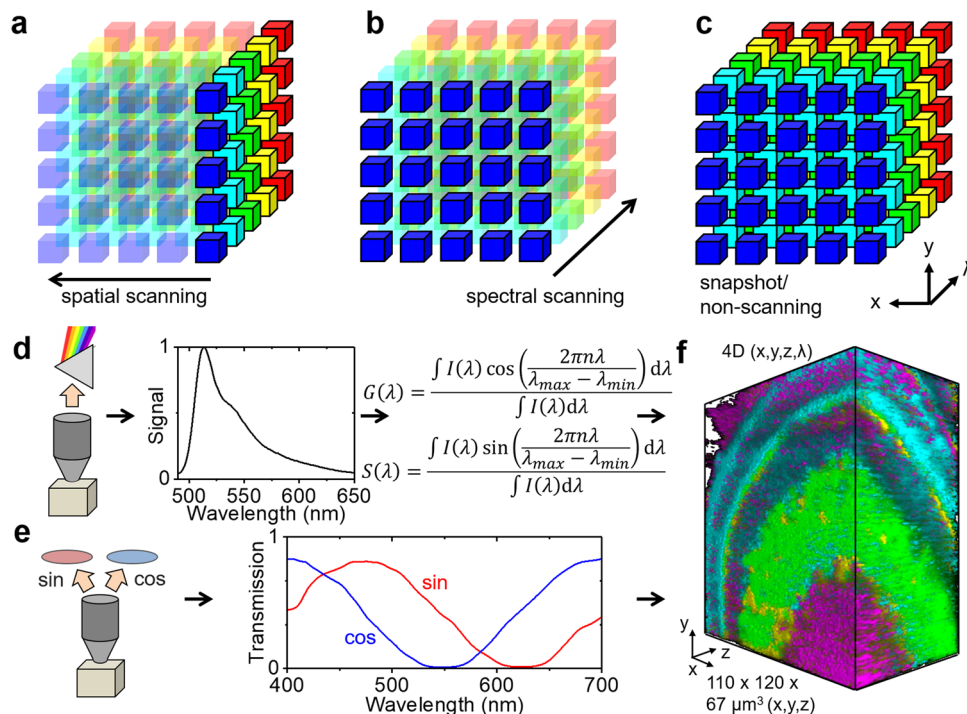 a
b
c
spatial scanning
spectral scanning
snapshot/
non-scanning
y
λ
x
d
Signal
1
0
500 550 600 650
Wavelength (nm)
G(λ) = ∫ I(λ) cos (2πnλ / λmax − λmin) dλ / ∫ I(λ)dλ
S(λ) = ∫ I(λ) sin (2πnλ / λmax − λmin) dλ / ∫ I(λ)dλ
e
sin
cos
Transmission
1
0
sin
cos
400 500 600 700
Wavelength (nm)
f
4D (x,y,z,λ)
y
z
x
110 x 120 x
67 µm³ (x,y,z)